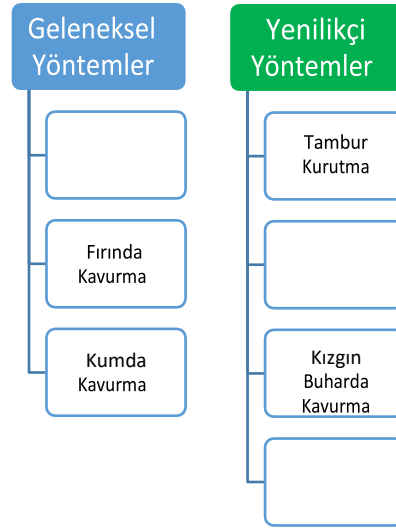 Geleneksel
Yöntemler
Fırında
Kavurma
Kumda
Kavurma
Yenilikçi
Yöntemler
Tambur
Kurutma
Kızgın
Buharda
Kavurma